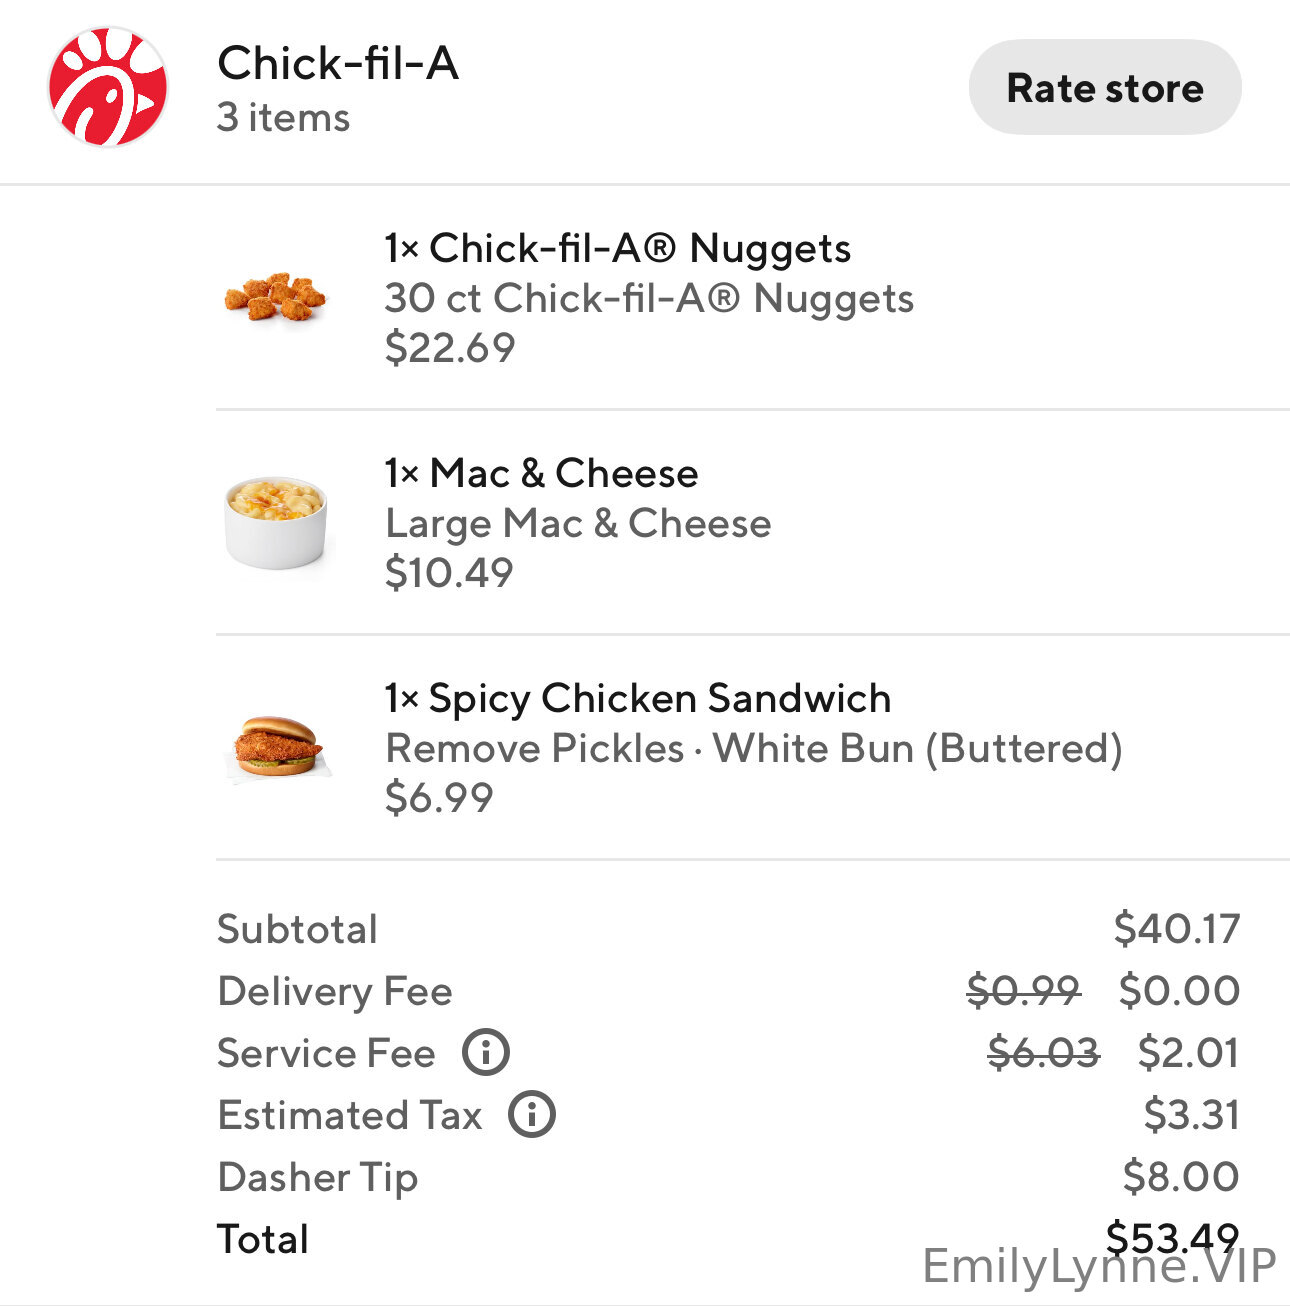 Chick-fil-A
3 items
Rate store
1× Chick-fil-A® Nuggets
30 ct Chick-fil-A® Nuggets
$22.69
1× Mac & Cheese
Large Mac & Cheese
$10.49
1× Spicy Chicken Sandwich
Remove Pickles · White Bun (Buttered)
$6.99
Subtotal $40.17
Delivery Fee $0.99 $0.00
Service Fee $6.03 $2.01
Estimated Tax $3.31
Dasher Tip $8.00
Total $53.49
EmilyLynne.VIP